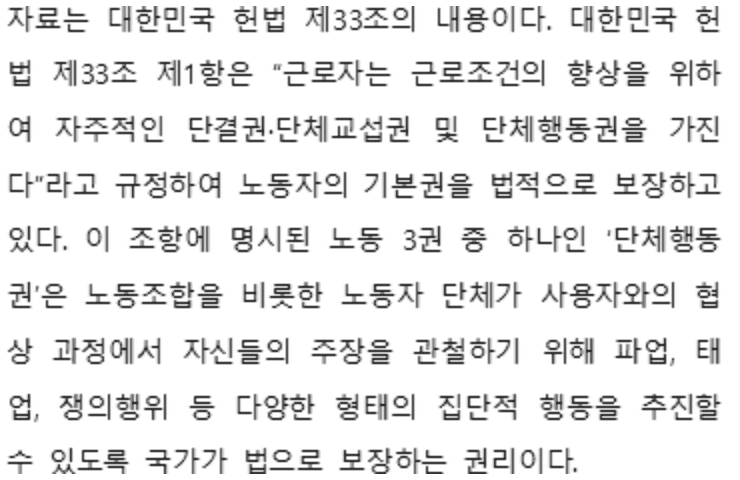 자료는 대한민국 헌법 제33조의 내용이다. 대한민국 헌
법 제33조 제1항은 “근로자는 근로조건의 향상을 위하
여 자주적인 단결권·단체교섭권 및 단체행동권을 가진
다”라고 규정하여 노동자의 기본권을 법적으로 보장하고
있다. 이 조항에 명시된 노동 3권 중 하나인 ‘단체행동
권’은 노동조합을 비롯한 노동자 단체가 사용자와의 협
상 과정에서 자신들의 주장을 관철하기 위해 파업, 태
업, 쟁의행위 등 다양한 형태의 집단적 행동을 추진할
수 있도록 국가가 법으로 보장하는 권리이다.